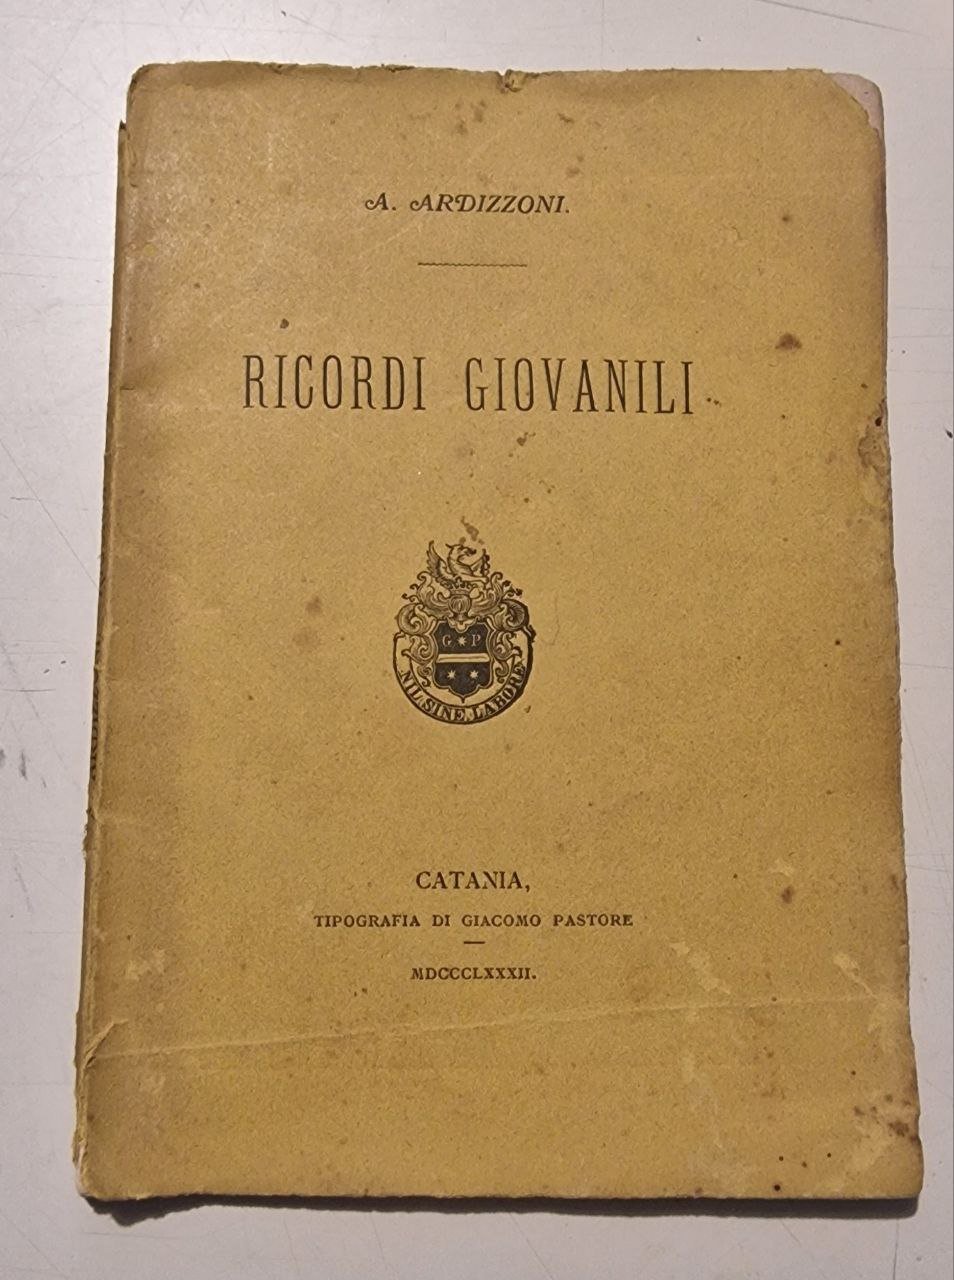 A. ARDIZZONI.
RICORDI GIOVANILI
G * P
NIL SINE LABORE
CATANIA,
TIPOGRAFIA DI GIACOMO PASTORE
MDCCCLXXXII.